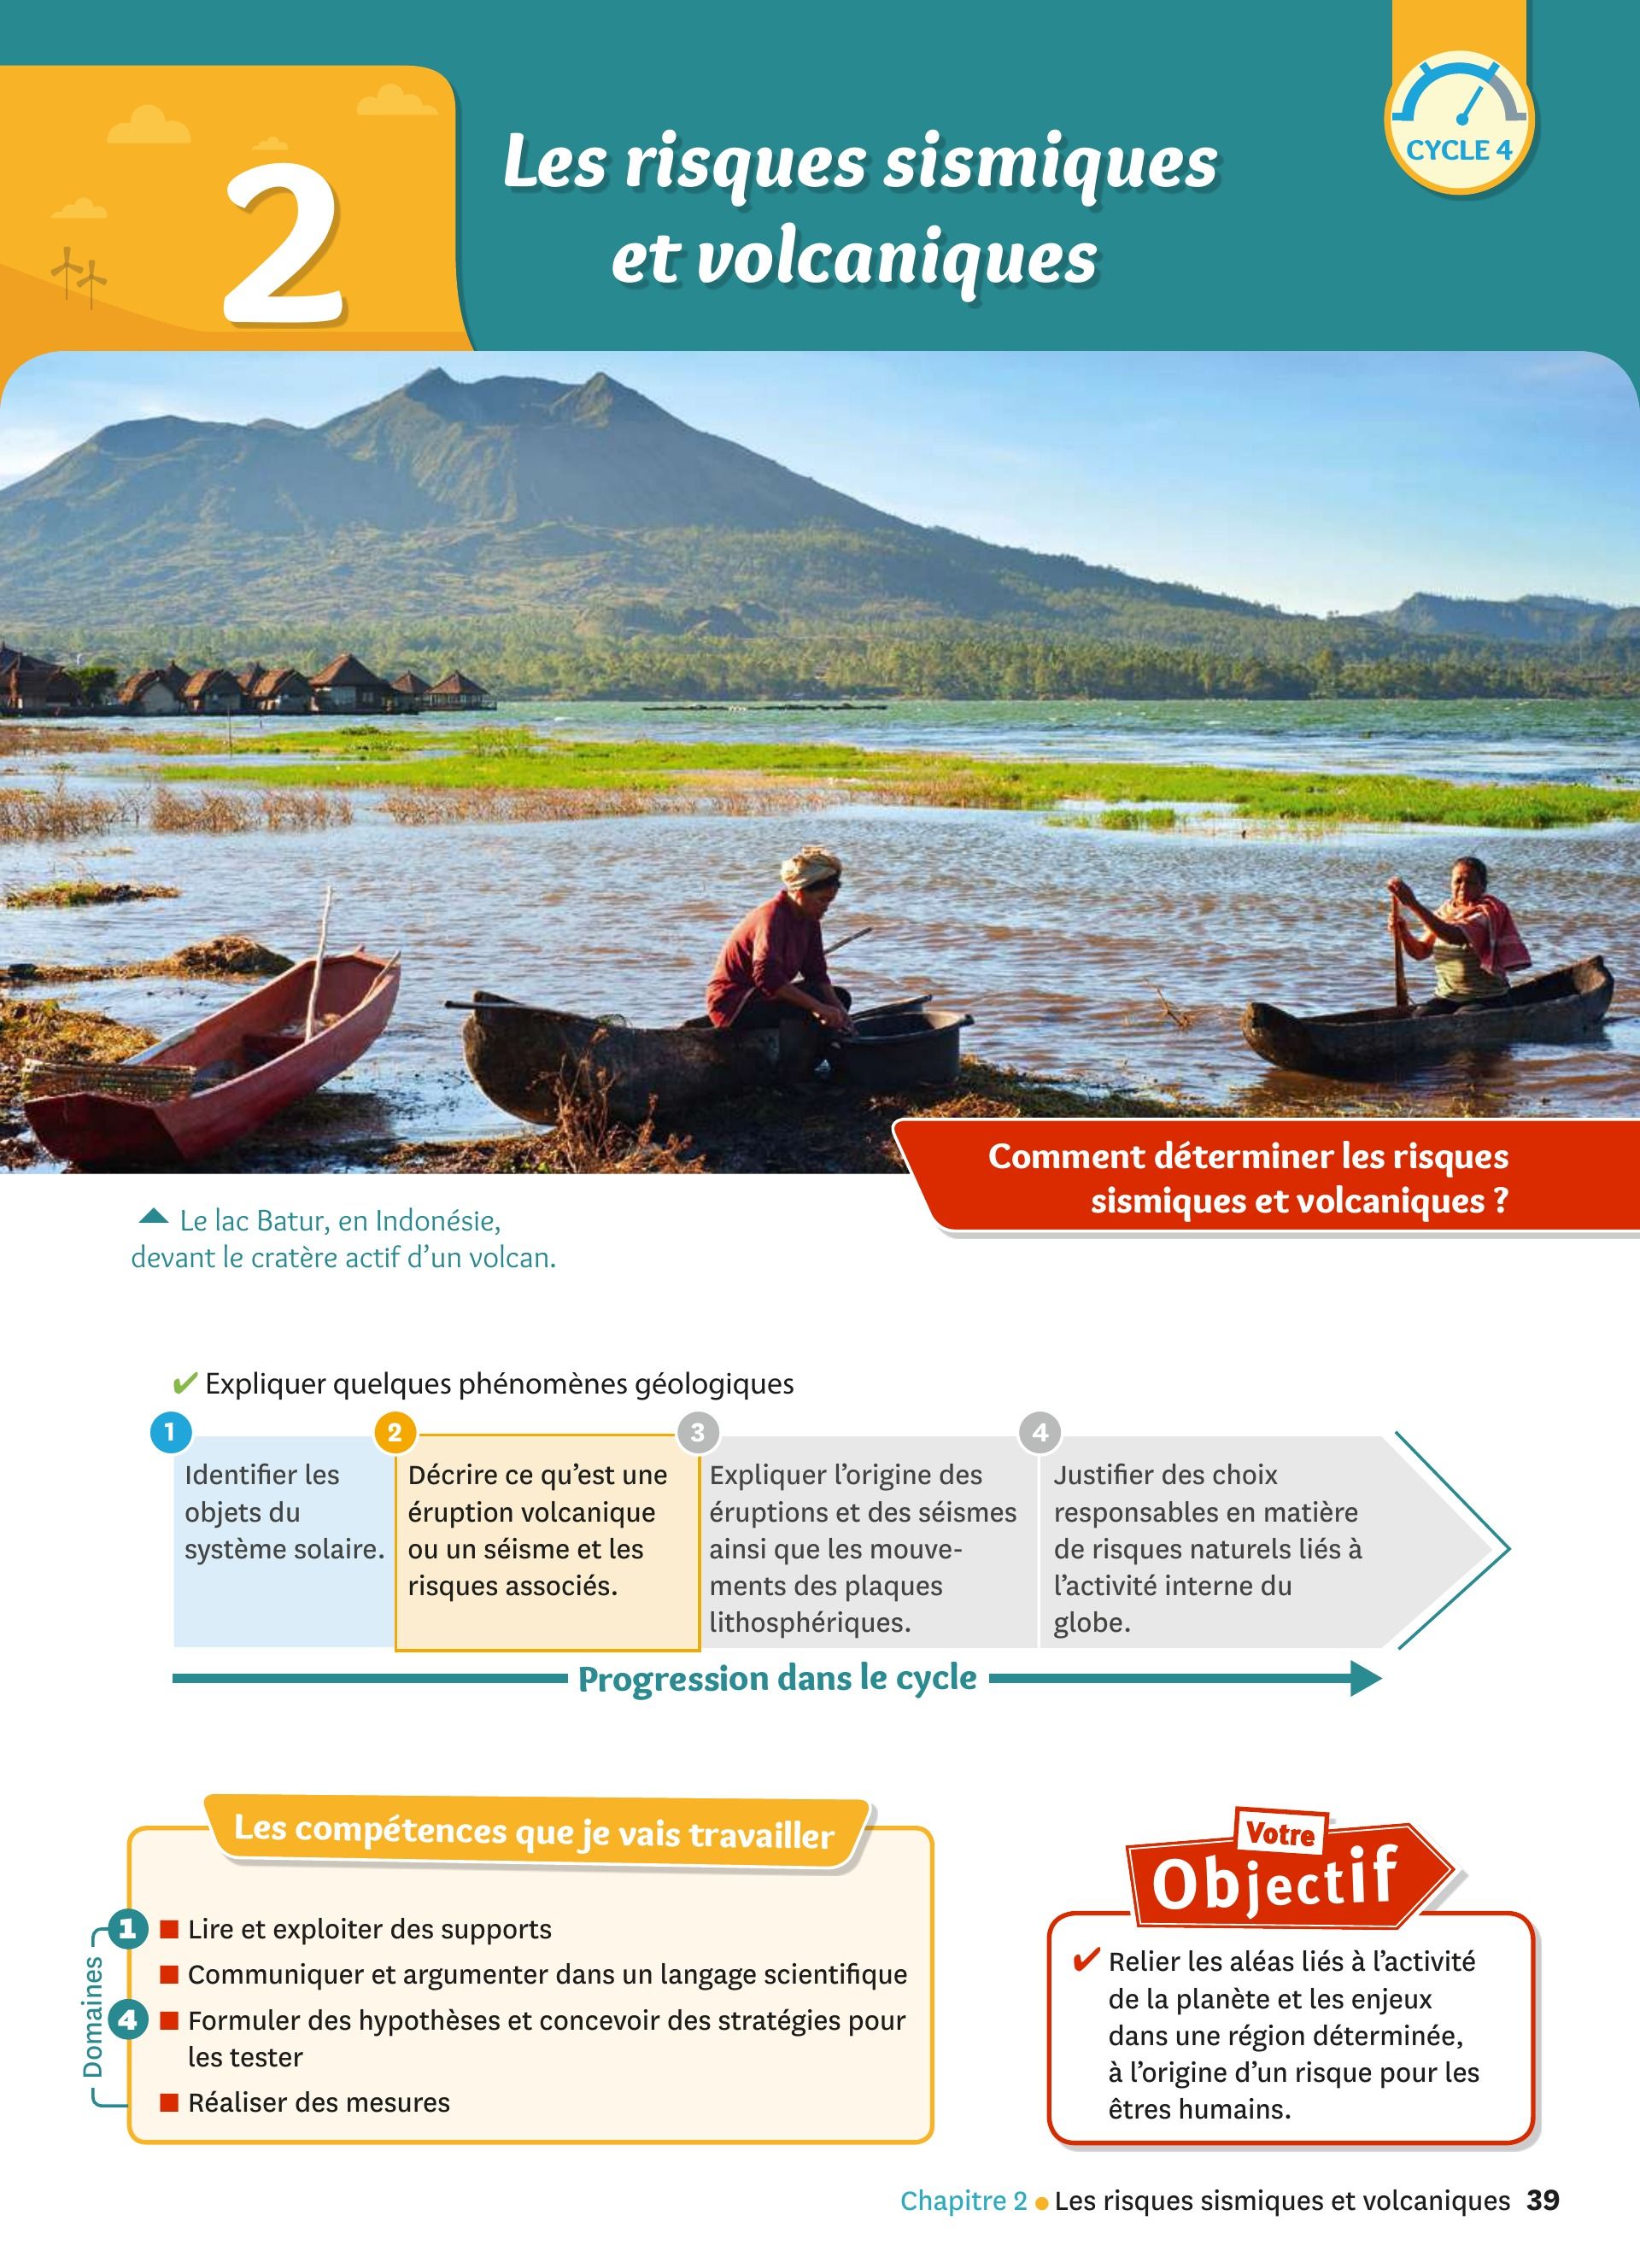 2
Les risques sismiques
et volcaniques
CYCLE 4
Comment déterminer les risques
sismiques et volcaniques ?
Le lac Batur, en Indonésie,
devant le cratère actif d’un volcan.
✔ Expliquer quelques phénomènes géologiques
1
Identifier les
objets du
système solaire.
2
Décrire ce qu’est une
éruption volcanique
ou un séisme et les
risques associés.
3
Expliquer l’origine des
éruptions et des séismes
ainsi que les mouve-
ments des plaques
lithosphériques.
4
Justifier des choix
responsables en matière
de risques naturels liés à
l’activité interne du
globe.
Progression dans le cycle
Les compétences que je vais travailler
Domaines
1 ■ Lire et exploiter des supports
■ Communiquer et argumenter dans un langage scientifique
4 ■ Formuler des hypothèses et concevoir des stratégies pour
les tester
■ Réaliser des mesures
Votre
Objectif
✔ Relier les aléas liés à l’activité
de la planète et les enjeux
dans une région déterminée,
à l’origine d’un risque pour les
êtres humains.
Chapitre 2 ● Les risques sismiques et volcaniques 39